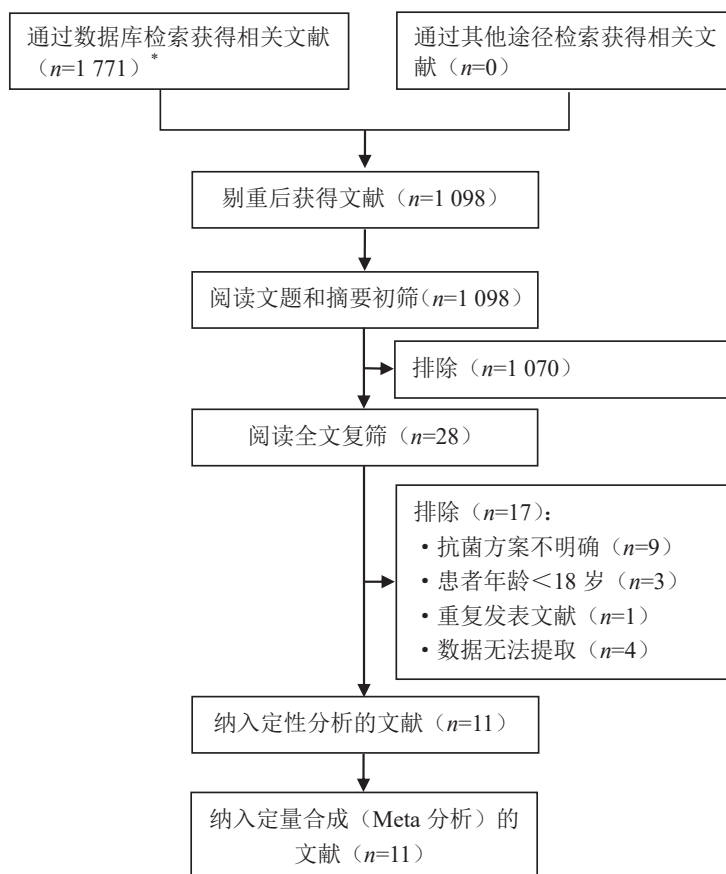 通过数据库检索获得相关文献
（n=1 771）*
通过其他途径检索获得相关文
献（n=0）
剔重后获得文献（n=1 098）
阅读文题和摘要初筛（n=1 098）
排除（n=1 070）
阅读全文复筛（n=28）
排除（n=17）：
・抗菌方案不明确（n=9）
・患者年龄＜18 岁（n=3）
・重复发表文献（n=1）
・数据无法提取（n=4）
纳入定性分析的文献（n=11）
纳入定量合成（Meta 分析）的
文献（n=11）